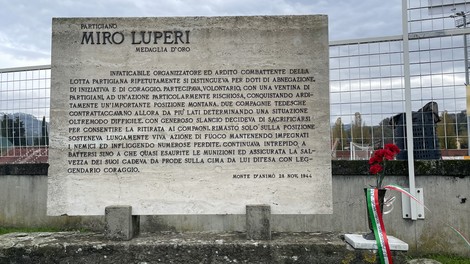 PARTIGIANO
MIRO LUPERI
MEDAGLIA D'ORO
INFATICABILE ORGANIZZATORE ED ARDITO COMBATTENTE DELLA
LOTTA PARTIGIANA RIPETUTAMENTE SI DISTINGUEVA PER DOTI DI ABNEGAZIONE,
DI INIZIATIVA E DI CORAGGIO. PARTECIPAVA, VOLONTARIO, CON UNA VENTINA DI
PARTIGIANI, AD UN'AZIONE PARTICOLARMENTE RISCHIOSA, CONQUISTANDO ARDI-
TAMENTE UN'IMPORTANTE POSIZIONE MONTANA. DUE COMPAGNIE TEDESCHE
CONTRATTACCAVANO ALLORA DA PIÙ LATI DETERMINANDO UNA SITUAZIONE
OLTREMODO DIFFICILE, CON GENEROSO SLANCIO DECIDEVA DI SACRIFICARSI
PER CONSENTIRE LA RITIRATA AI COMPAGNI. RIMASTO SOLO SULLA POSIZIONE
SOSTENEVA LUNGAMENTE VIVA AZIONE DI FUOCO MANTENENDO IMPEGNATI
I NEMICI ED INFLIGGENDO NUMEROSE PERDITE. CONTINUAVA INTREPIDO A
BATTERSI SINO A CHE QUASI ESAURITE LE MUNIZIONI ED ASSICURATA LA SAL-
VEZZA DEI SUOI CADEVA DA PRODE SULLA CIMA DA LUI DIFESA CON LEG-
GENDARIO CORAGGIO.
MONTE D'ANIMO 28 NOV. 1944